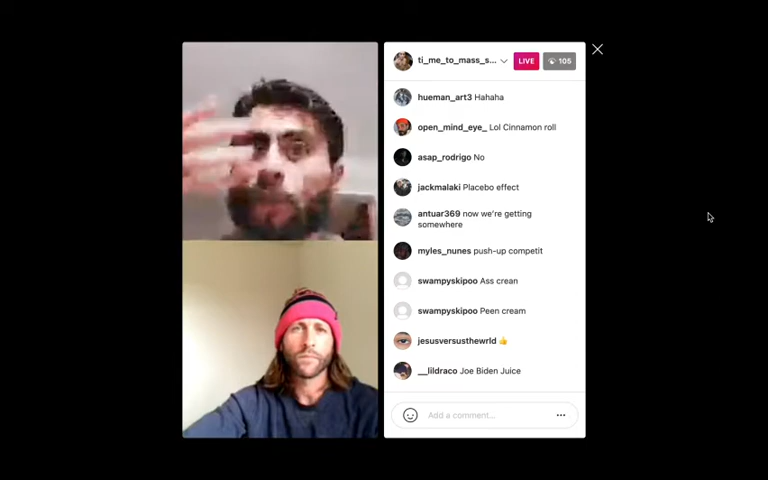 ti_me_to_mass_s... LIVE 105
hueman_art3 Hahaha
open_mind_eye_ Lol Cinnamon roll
asap_rodrigo No
jackmalaki Placebo effect
antuar369 now we're getting
somewhere
myles_nunes push-up competit
swampyskipoo Ass crean
swampyskipoo Peen cream
jesusversusthewrld 👍
__lildraco Joe Biden Juice
Add a comment...